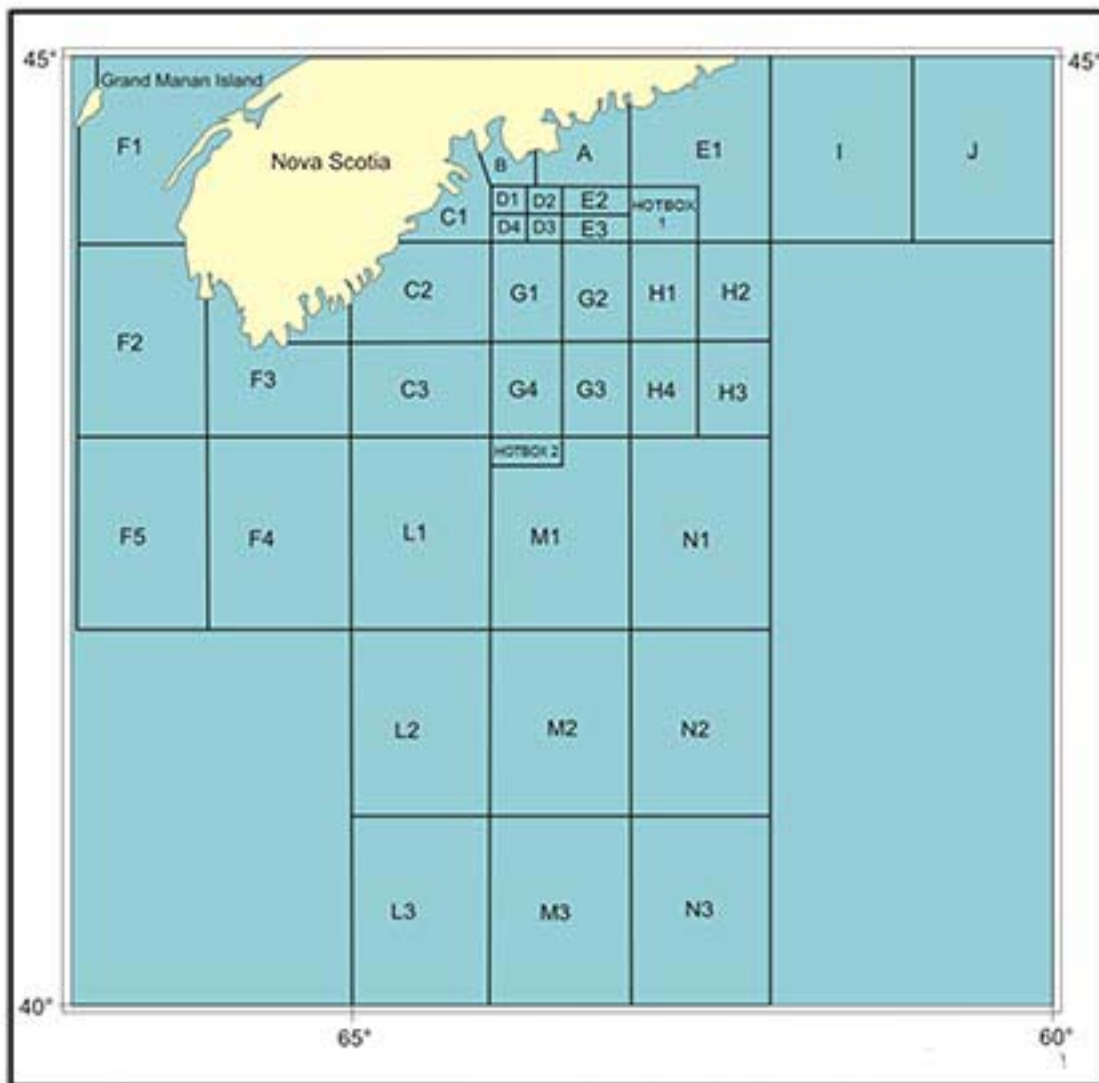 45°
45°
Grand Manan Island
F1
Nova Scotia
B
A
E1
I
J
D1
D2
E2
HOTBOX
1
C1
D4
D3
E3
C2
G1
G2
H1
H2
F2
F3
C3
G4
G3
H4
H3
HOTBOX 2
F5
F4
L1
M1
N1
L2
M2
N2
L3
M3
N3
40°
65°
60°
1